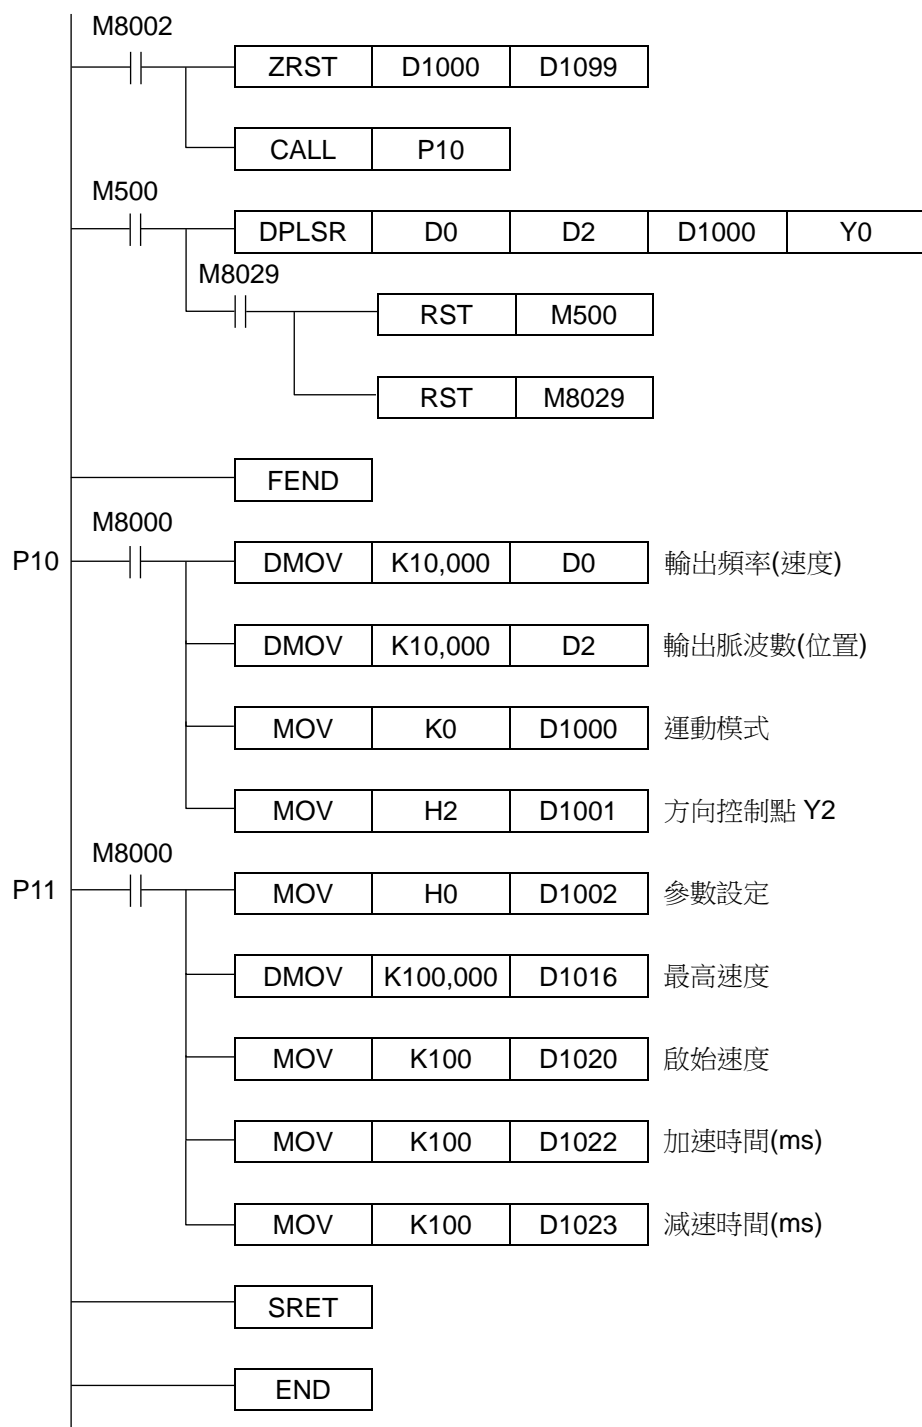 M8002
ZRST D1000 D1099
CALL P10
M500
DPLSR D0 D2 D1000 Y0
M8029
RST M500
RST M8029
FEND
M8000
P10 DMOV K10,000 D0 輸出頻率(速度)
DMOV K10,000 D2 輸出脈波數(位置)
MOV K0 D1000 運動模式
MOV H2 D1001 方向控制點 Y2
M8000
P11 MOV H0 D1002 參數設定
DMOV K100,000 D1016 最高速度
MOV K100 D1020 啟始速度
MOV K100 D1022 加速時間(ms)
MOV K100 D1023 減速時間(ms)
SRET
END